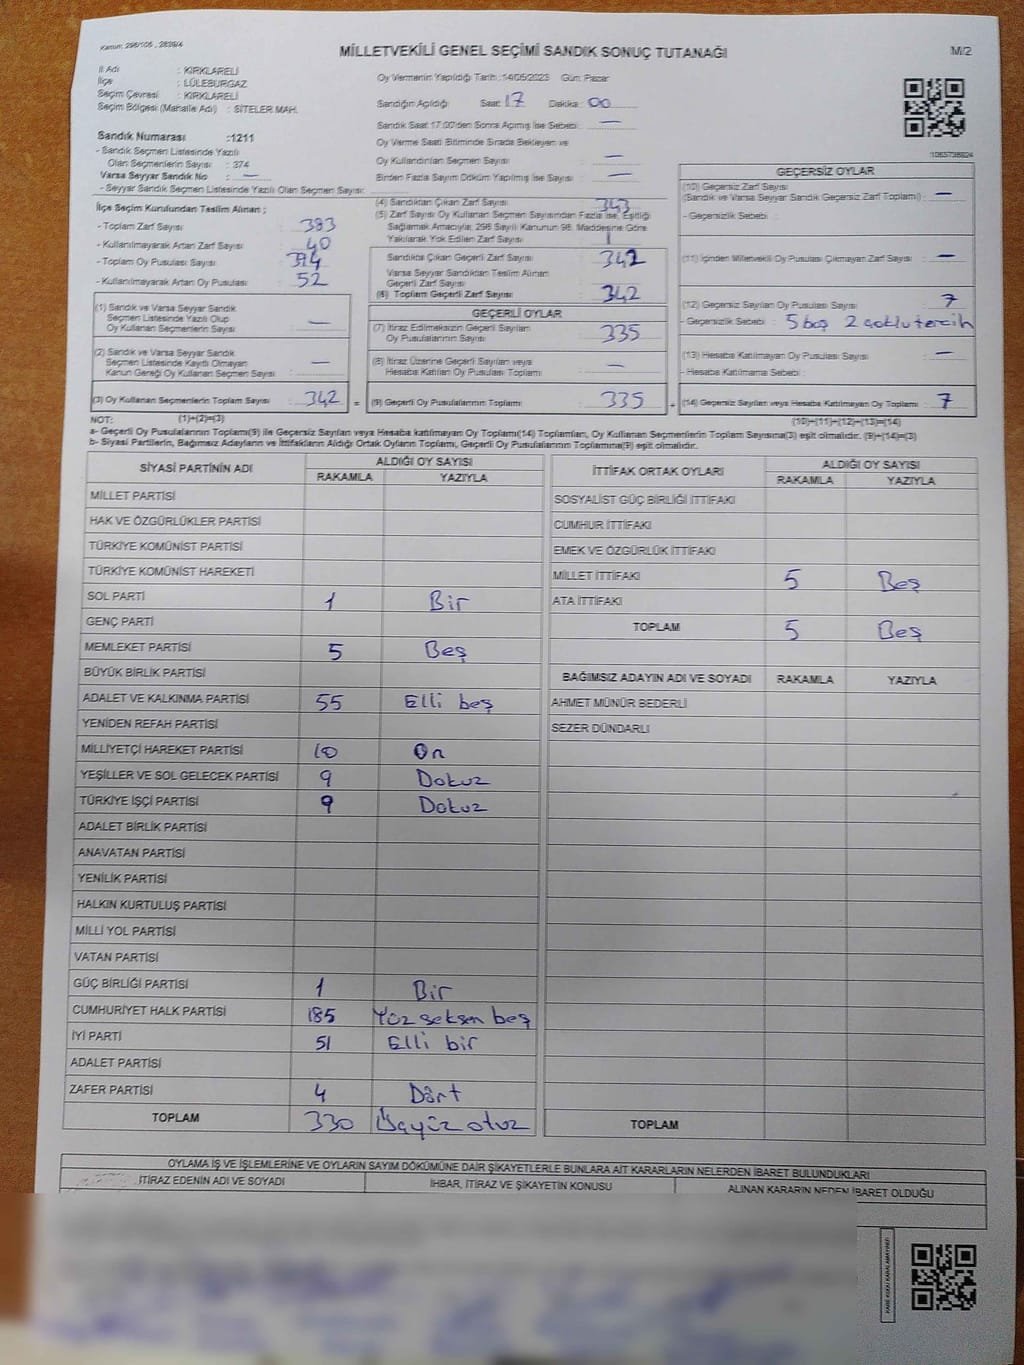 Kanun: 298/105 , 2839/4
MİLLETVEKİLİ GENEL SEÇİMİ SANDIK SONUÇ TUTANAĞI
M/2
İl Adı : KIRKLARELİ
İlçe : LÜLEBURGAZ
Seçim Çevresi : KIRKLARELİ
Seçim Bölgesi (Mahalle Adı) : SİTELER MAH.
Sandık Numarası :1211
- Sandık Seçmen Listesinde Yazılı
Olan Seçmenlerin Sayısı : 374
Varsa Seyyar Sandık No —
- Seyyar Sandık Seçmen Listesinde Yazılı Olan Seçmen Sayısı:
Oy Vermenin Yapıldığı Tarih :14/05/2023 Gün: Pazar
Sandığın Açıldığı Saat: 17 Dakika : 00
Sandık Saat 17:00'den Sonra Açılmış İse Sebebi: —
Oy Verme Saati Bitiminde Sırada Bekleyen ve
Oy Kullandırılan Seçmen Sayısı —
Birden Fazla Sayım Döküm Yapılmış İse Sayısı : —
İlçe Seçim Kurulundan Teslim Alınan ;
- Toplam Zarf Sayısı : 383
- Kullanılmayarak Artan Zarf Sayısı : 40
- Toplam Oy Pusulası Sayısı : 394
- Kullanılmayarak Artan Oy Pusulası : 52
(4) Sandıktan Çıkan Zarf Sayısı : 343
(5) Zarf Sayısı Oy Kullanan Seçmen Sayısından Fazla İse, Eşitliği
Sağlamak Amacıyla; 298 Sayılı Kanunun 98. Maddesine Göre
Yakılarak Yok Edilen Zarf Sayısı : 1
Sandıkta Çıkan Geçerli Zarf Sayısı : 342
Varsa Seyyar Sandıktan Teslim Alınan
Geçerli Zarf Sayısı
(6) Toplam Geçerli Zarf Sayısı : 342
GEÇERSİZ OYLAR
(10) Geçersiz Zarf Sayısı
(Sandık ve Varsa Seyyar Sandık Geçersiz Zarf Toplamı) : —
- Geçersizlik Sebebi :
(11) İçinden Milletvekili Oy Pusulası Çıkmayan Zarf Sayısı : —
(12) Geçersiz Sayılan Oy Pusulası Sayısı : 7
- Geçersizlik Sebebi : 5 boş 2 çoklu tercih
(13) Hesaba Katılmayan Oy Pusulası Sayısı : —
- Hesaba Katılmama Sebebi :
(14) Geçersiz Sayılan veya Hesaba Katılmayan Oy Toplamı : 7
(10)+(11)+(12)+(13)=(14)
(1) Sandık ve Varsa Seyyar Sandık
Seçmen Listesinde Yazılı Olup
Oy Kullanan Seçmenlerin Sayısı : —
(2) Sandık ve Varsa Seyyar Sandık
Seçmen Listesinde Kayıtlı Olmayan
Kanun Gereği Oy Kullanan Seçmen Sayısı : —
(3) Oy Kullanan Seçmenlerin Toplam Sayısı : 342 =
(1)+(2)=(3)
GEÇERLİ OYLAR
(7) İtiraz Edilmeksizin Geçerli Sayılan
Oy Pusulalarının Sayısı : 335
(8) İtiraz Üzerine Geçerli Sayılan veya
Hesaba Katılan Oy Pusulası Toplamı : —
(9) Geçerli Oy Pusulalarının Toplamı : 335 +
NOT:
a- Geçerli Oy Pusulalarının Toplamı(9) ile Geçersiz Sayılan veya Hesaba katılmayan Oy Toplamı(14) Toplamları, Oy Kullanan Seçmenlerin Toplam Sayısına(3) eşit olmalıdır. (9)+(14)=(3)
b- Siyasi Partilerin, Bağımsız Adayların ve İttifakların Aldığı Ortak Oyların Toplamı, Geçerli Oy Pusulalarının Toplamına(9) eşit olmalıdır.
SİYASİ PARTİNİN ADI ALDIĞI OY SAYISI
RAKAMLA YAZIYLA
MİLLET PARTİSİ
HAK VE ÖZGÜRLÜKLER PARTİSİ
TÜRKİYE KOMÜNİST PARTİSİ
TÜRKİYE KOMÜNİST HAREKETİ
SOL PARTİ 1 Bir
GENÇ PARTİ
MEMLEKET PARTİSİ 5 Beş
BÜYÜK BİRLİK PARTİSİ
ADALET VE KALKINMA PARTİSİ 55 Elli beş
YENİDEN REFAH PARTİSİ
MİLLİYETÇİ HAREKET PARTİSİ 10 On
YEŞİLLER VE SOL GELECEK PARTİSİ 9 Dokuz
TÜRKİYE İŞÇİ PARTİSİ 9 Dokuz
ADALET BİRLİK PARTİSİ
ANAVATAN PARTİSİ
YENİLİK PARTİSİ
HALKIN KURTULUŞ PARTİSİ
MİLLİ YOL PARTİSİ
VATAN PARTİSİ
GÜÇ BİRLİĞİ PARTİSİ 1 Bir
CUMHURİYET HALK PARTİSİ 185 Yüz seksen beş
İYİ PARTİ 51 Elli bir
ADALET PARTİSİ
ZAFER PARTİSİ 4 Dört
TOPLAM 330 Üçyüz otuz
İTTİFAK ORTAK OYLARI ALDIĞI OY SAYISI
RAKAMLA YAZIYLA
SOSYALİST GÜÇ BİRLİĞİ İTTİFAKI
CUMHUR İTTİFAKI
EMEK VE ÖZGÜRLÜK İTTİFAKI
MİLLET İTTİFAKI 5 Beş
ATA İTTİFAKI
TOPLAM 5 Beş
BAĞIMSIZ ADAYIN ADI VE SOYADI RAKAMLA YAZIYLA
AHMET MÜNÜR BEDERLİ
SEZER DÜNDARLI
TOPLAM
OYLAMA İŞ VE İŞLEMLERİNE VE OYLARIN SAYIM DÖKÜMÜNE DAİR ŞİKAYETLERLE BUNLARA AİT KARARLARIN NELERDEN İBARET BULUNDUKLARI
İTİRAZ EDENİN ADI VE SOYADI İHBAR, İTİRAZ VE ŞİKAYETİN KONUSU ALINAN KARARIN NEDEN İBARET OLDUĞU